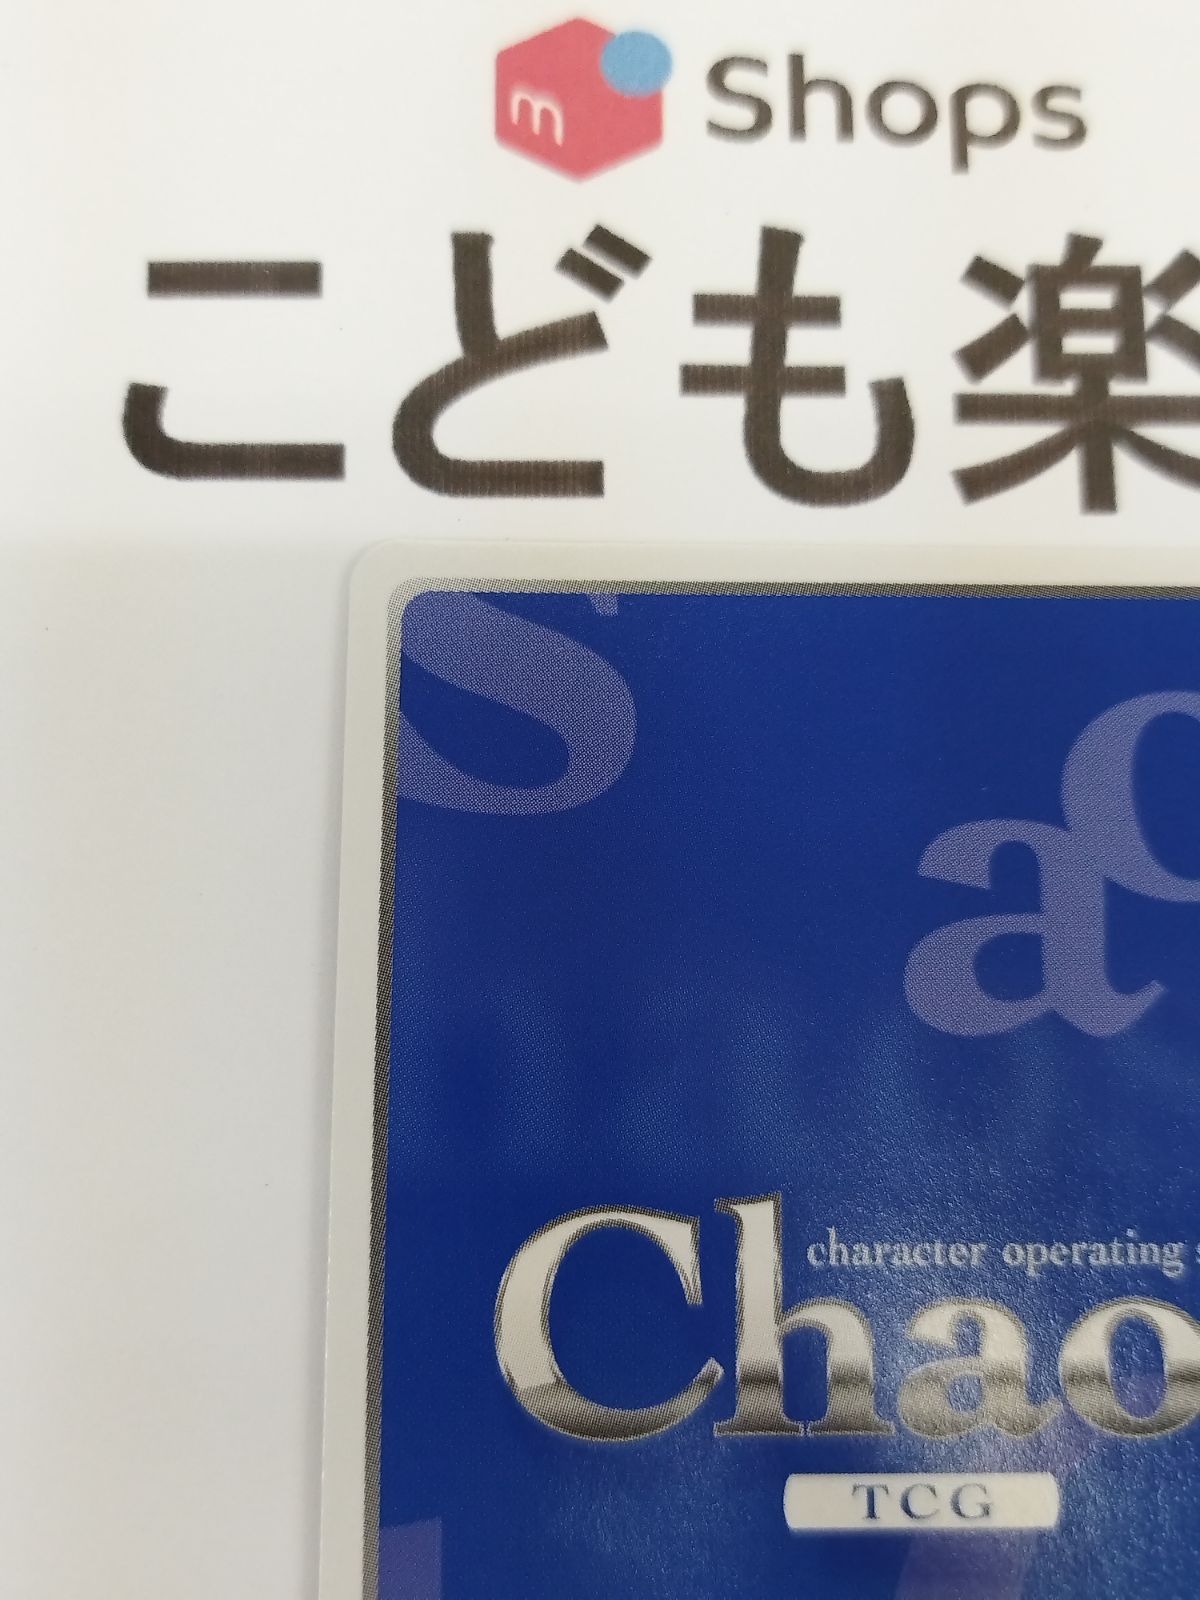 m Shops
こども楽
s
a
character operating
Chao
TCG